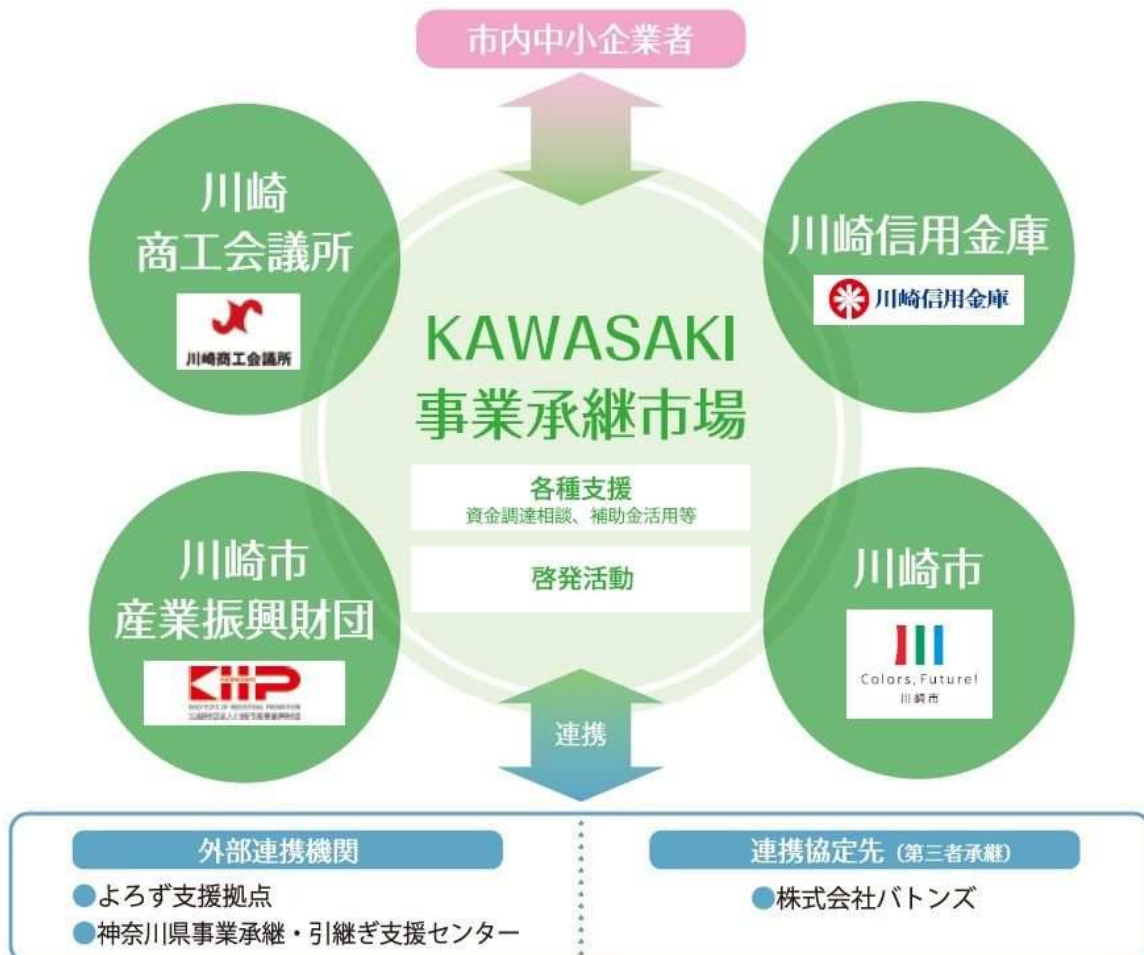 市内中小企業者
川崎
商工会議所
川崎商工会議所
川崎信用金庫
川崎信用金庫
KAWASAKI
事業承継市場
各種支援
資金調達相談、補助金活用等
啓発活動
川崎市
産業振興財団
KIIP
川崎市
Colors, Future!
川崎市
連携
外部連携機関
●よろず支援拠点
●神奈川県事業承継・引継ぎ支援センター
連携協定先（第三者承継）
●株式会社バトンズ